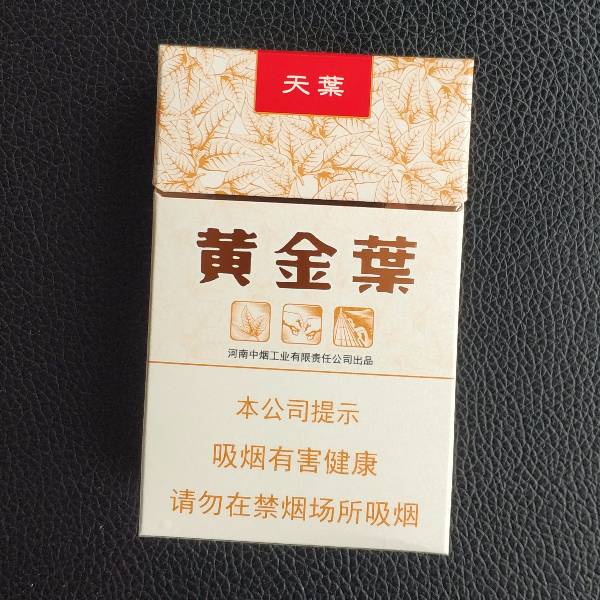 天葉
黄金葉
河南中烟工业有限责任公司出品
本公司提示
吸烟有害健康
请勿在禁烟场所吸烟